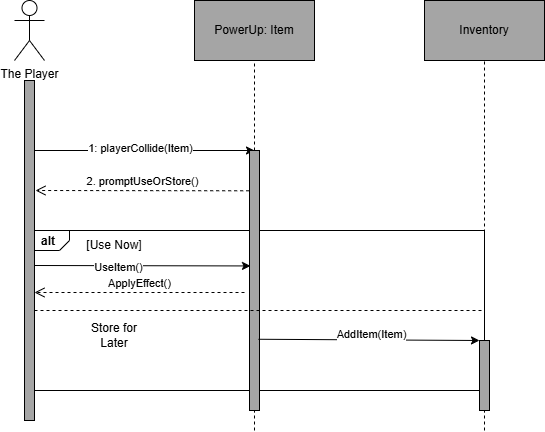 PowerUp: Item
Inventory
The Player
1: playerCollide(Item)
2. promptUseOrStore()
alt
[Use Now]
UseItem()
ApplyEffect()
Store for
Later
AddItem(Item)